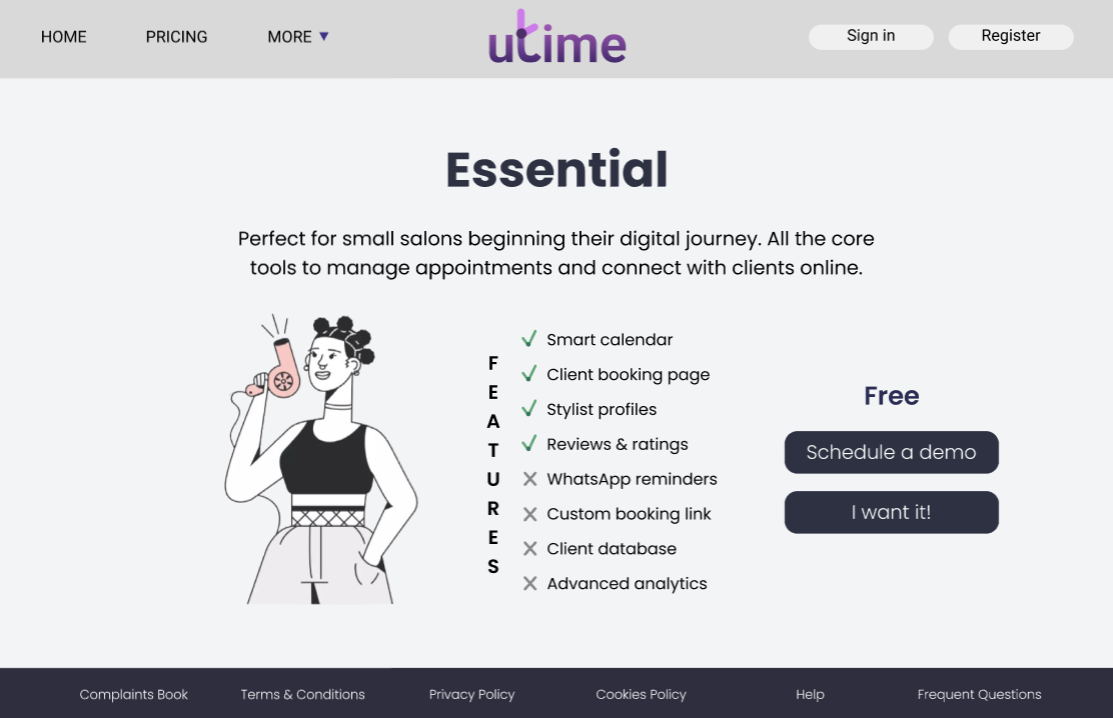 HOME
PRICING
MORE
utime
Sign in
Register
Essential
Perfect for small salons beginning their digital journey. All the core
tools to manage appointments and connect with clients online.
FEATURES
Smart calendar
Client booking page
Stylist profiles
Reviews & ratings
WhatsApp reminders
Custom booking link
Client database
Advanced analytics
Free
Schedule a demo
I want it!
Complaints Book
Terms & Conditions
Privacy Policy
Cookies Policy
Help
Frequent Questions